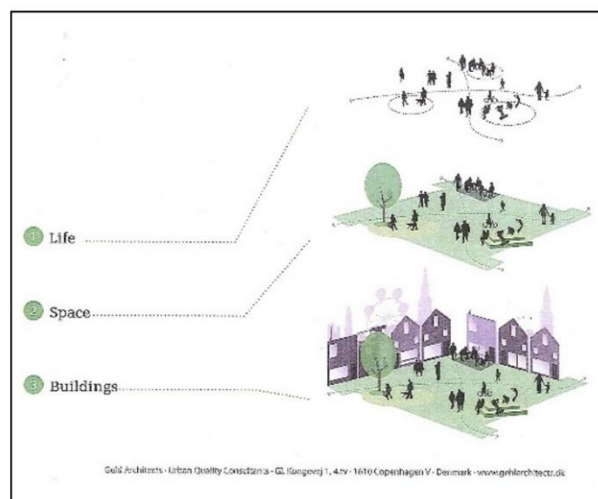 1 Life
2 Space
3 Buildings
Gehl Architects · Urban Quality Consultants · Gl. Kongevej 1, 4.tv · 1610 Copenhagen V · Denmark · www.gehlarchitects.dk